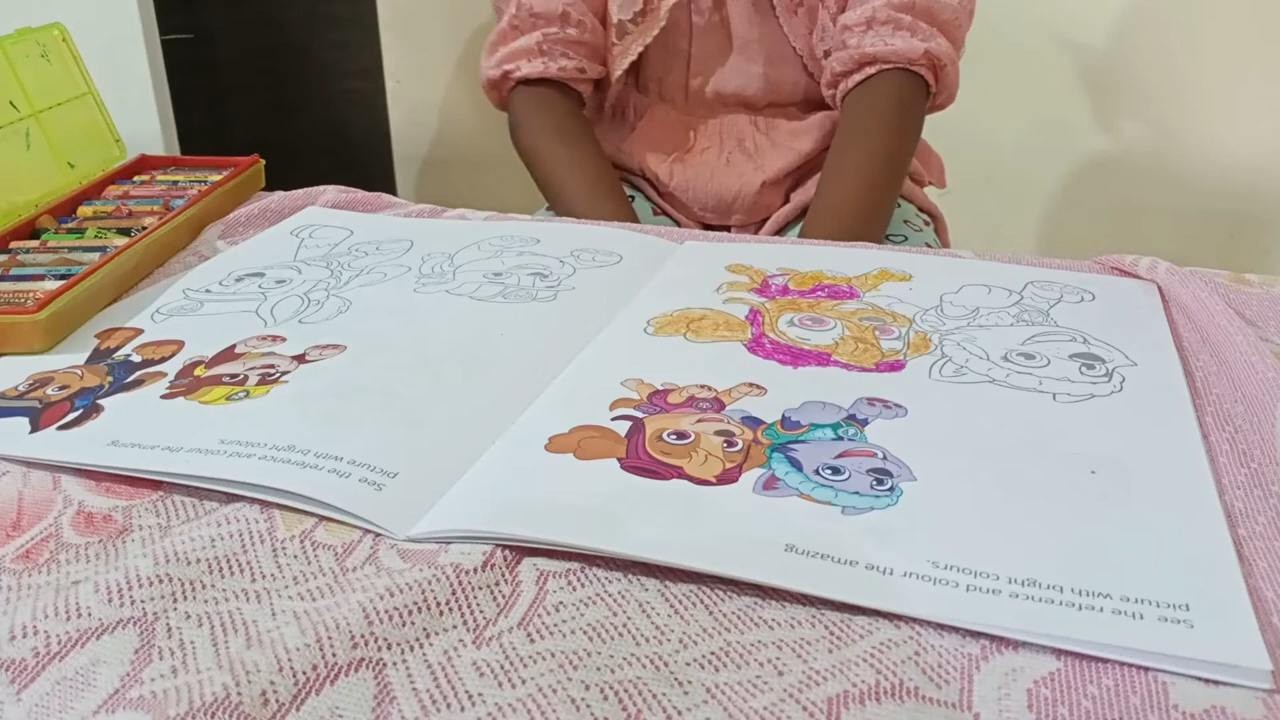 See the reference and colour the amazing
picture with bright colours.
See the reference and colour the amazing
picture with bright colours.
PASTELS